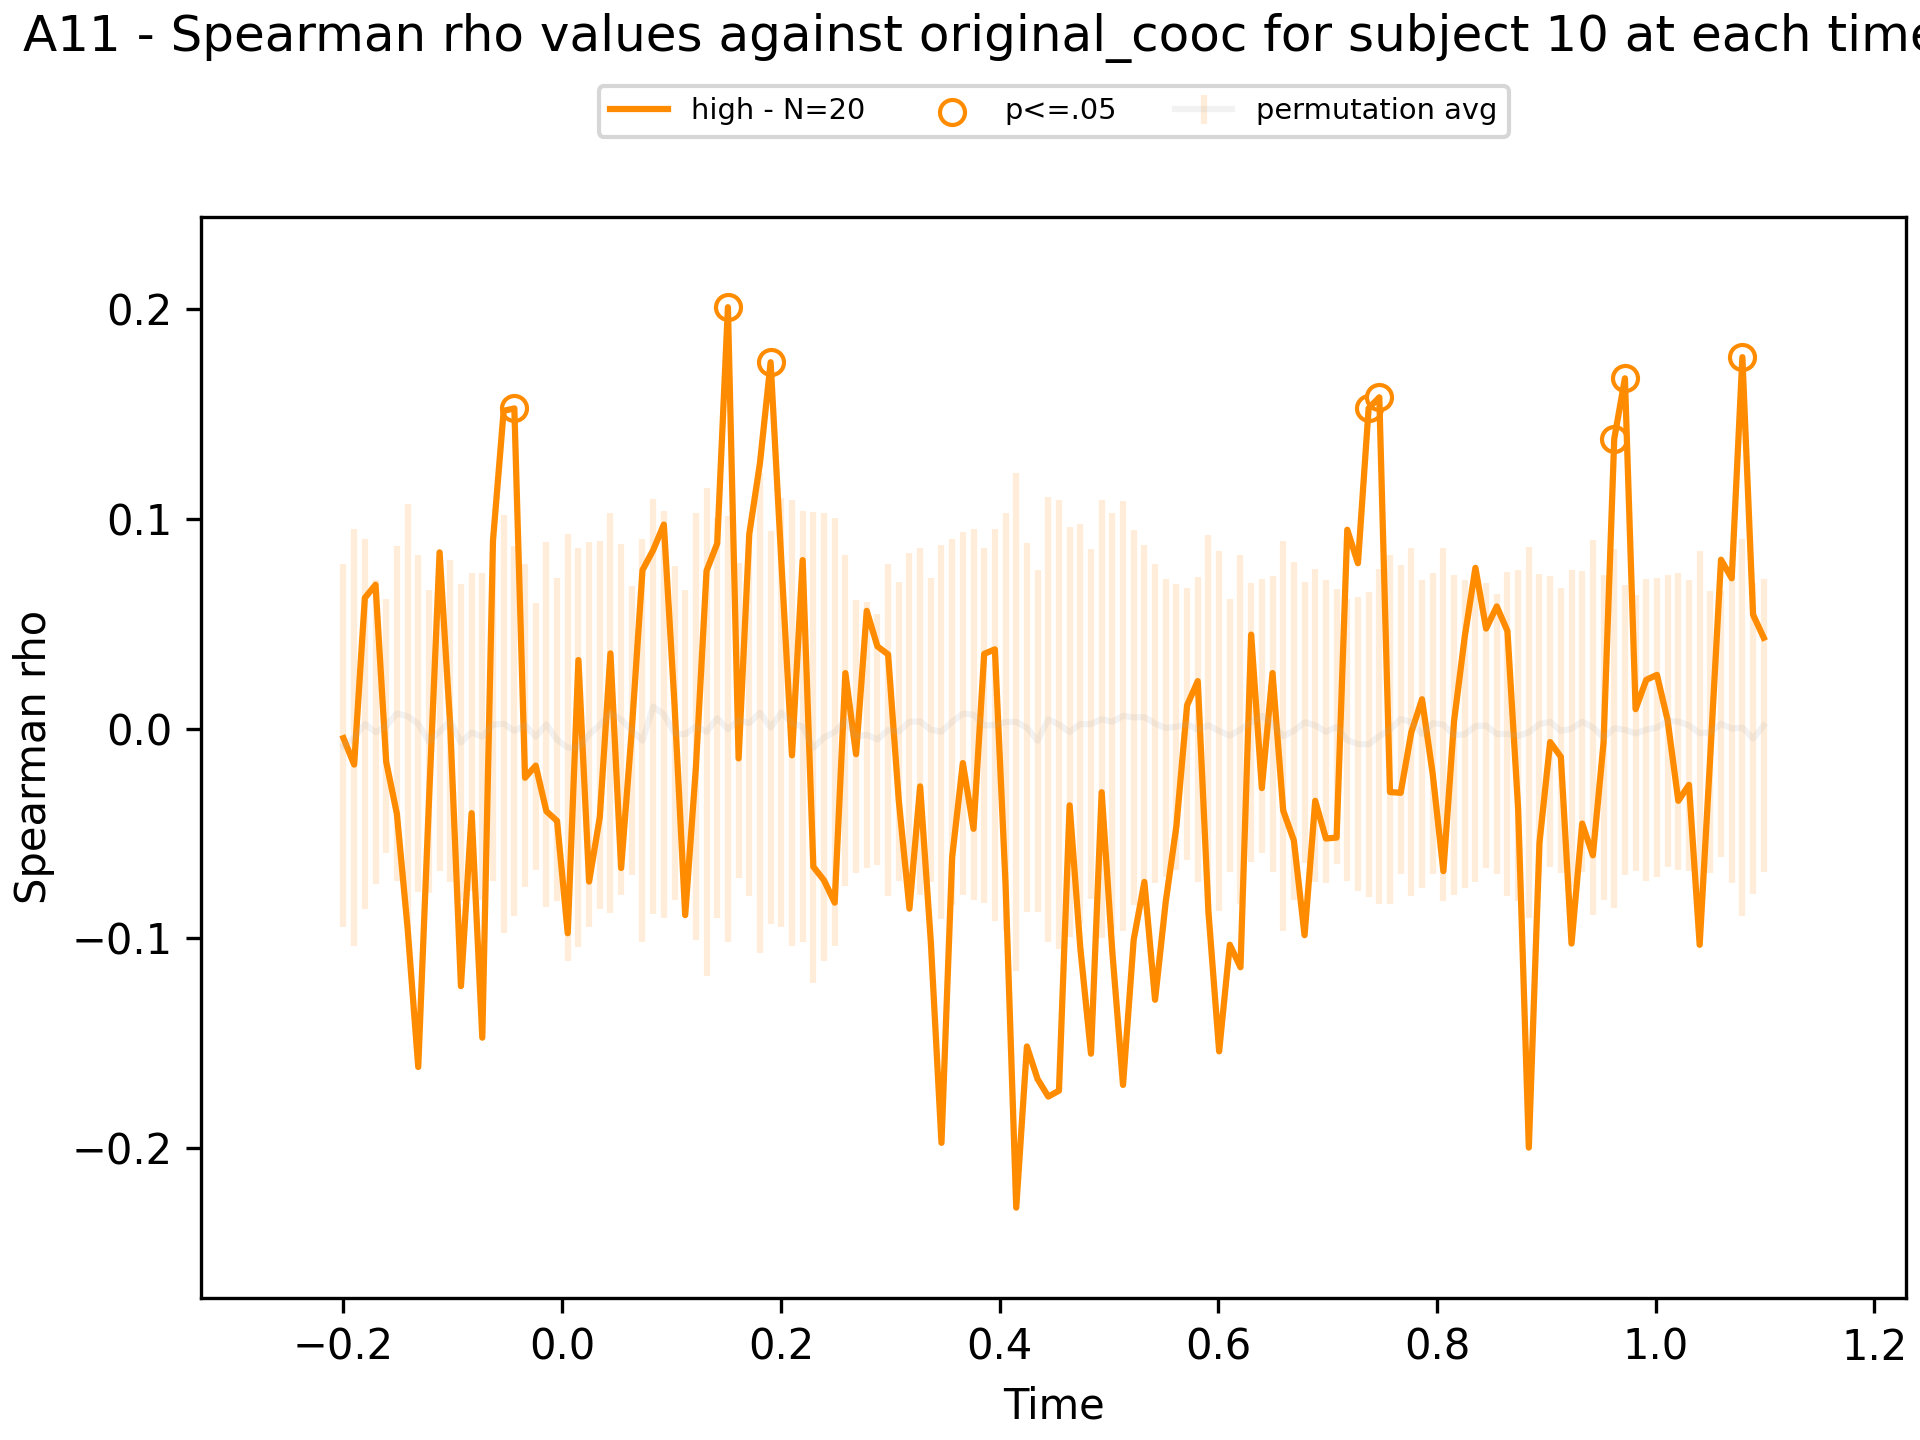 A11 - Spearman rho values against original_cooc for subject 10 at each time
high - N=20 p<=.05 permutation avg
Spearman rho
0.2
0.1
0.0
−0.1
−0.2
−0.2 0.0 0.2 0.4 0.6 0.8 1.0 1.2
Time